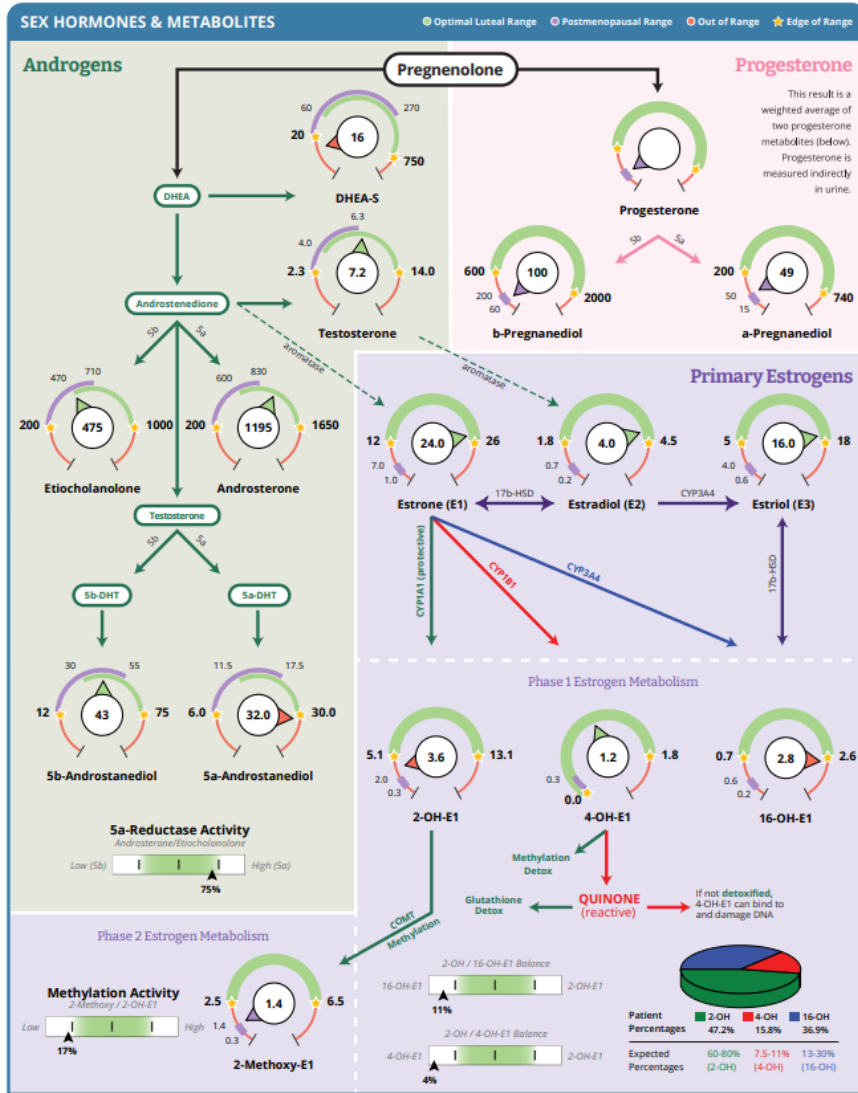 SEX HORMONES & METABOLITES
Optimal Luteal Range
Postmenopausal Range
Out of Range
Edge of Range
Androgens
Pregnenolone
Progesterone
This result is a
weighted average of
two progesterone
metabolites (below).
Progesterone is
measured indirectly
in urine.
60
270
20
16
750
DHEA-S
DHEA
Progesterone
5b
5a
6.3
4.0
2.3
7.2
14.0
Testosterone
600
100
200
60
2000
b-Pregnanediol
200
49
50
15
740
a-Pregnanediol
Androstenedione
5b
5a
aromatase
aromatase
Primary Estrogens
470
710
200
475
1000
Etiocholanolone
600
830
200
1195
1650
Androsterone
12
24.0
26
7.0
1.0
Estrone (E1)
17b-HSD
1.8
4.0
4.5
0.7
0.2
Estradiol (E2)
CYP3A4
5
16.0
18
4.0
0.6
Estriol (E3)
Testosterone
5b
5a
5b-DHT
5a-DHT
CYP1A1 (protective)
CYP1B1
CYP3A4
17b-HSD
30
55
12
43
75
5b-Androstanediol
11.5
17.5
6.0
32.0
30.0
5a-Androstanediol
Phase 1 Estrogen Metabolism
5.1
3.6
13.1
2.0
0.3
2-OH-E1
1.2
1.8
0.3
0.0
4-OH-E1
0.7
2.8
2.6
0.6
0.2
16-OH-E1
5a-Reductase Activity
Androsterone/Etiocholanolone
Low (5b)
High (5a)
75%
Methylation
Detox
Glutathione
Detox
QUINONE
(reactive)
If not detoxified,
4-OH-E1 can bind to
and damage DNA
COMT
Methylation
Phase 2 Estrogen Metabolism
Methylation Activity
2-Methoxy / 2-OH-E1
Low
High
17%
2.5
1.4
6.5
1.4
0.3
2-Methoxy-E1
2-OH / 16-OH-E1 Balance
16-OH-E1
2-OH-E1
11%
2-OH / 4-OH-E1 Balance
4-OH-E1
2-OH-E1
4%
Patient
Percentages
2-OH
47.2%
4-OH
15.8%
16-OH
36.9%
Expected
Percentages
60-80%
(2-OH)
7.5-11%
(4-OH)
13-30%
(16-OH)